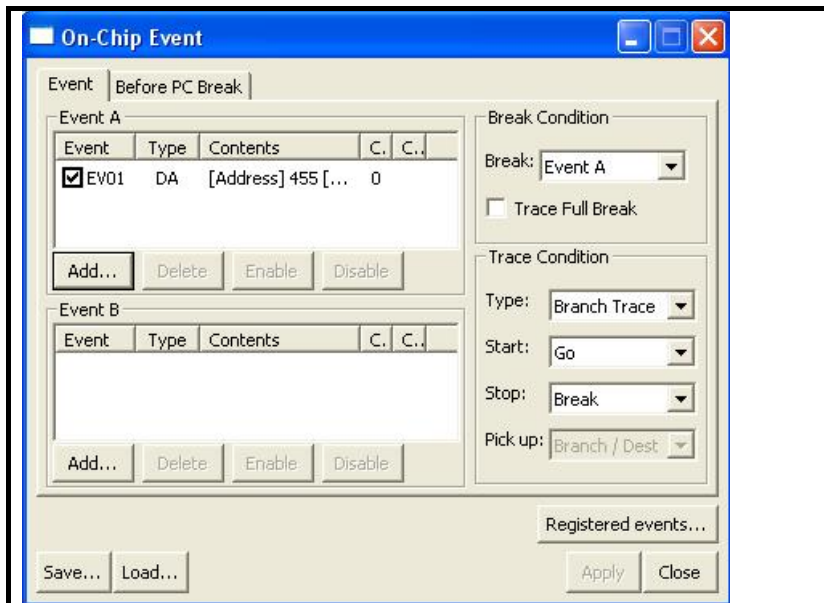 On-Chip Event
Event
Before PC Break
Event A
Event Type Contents C. C..
EV01 DA [Address] 455 [... 0
Add... Delete Enable Disable
Event B
Event Type Contents C. C..
Add... Delete Enable Disable
Break Condition
Break: Event A
Trace Full Break
Trace Condition
Type: Branch Trace
Start: Go
Stop: Break
Pick up: Branch / Dest
Registered events...
Save... Load... Apply Close